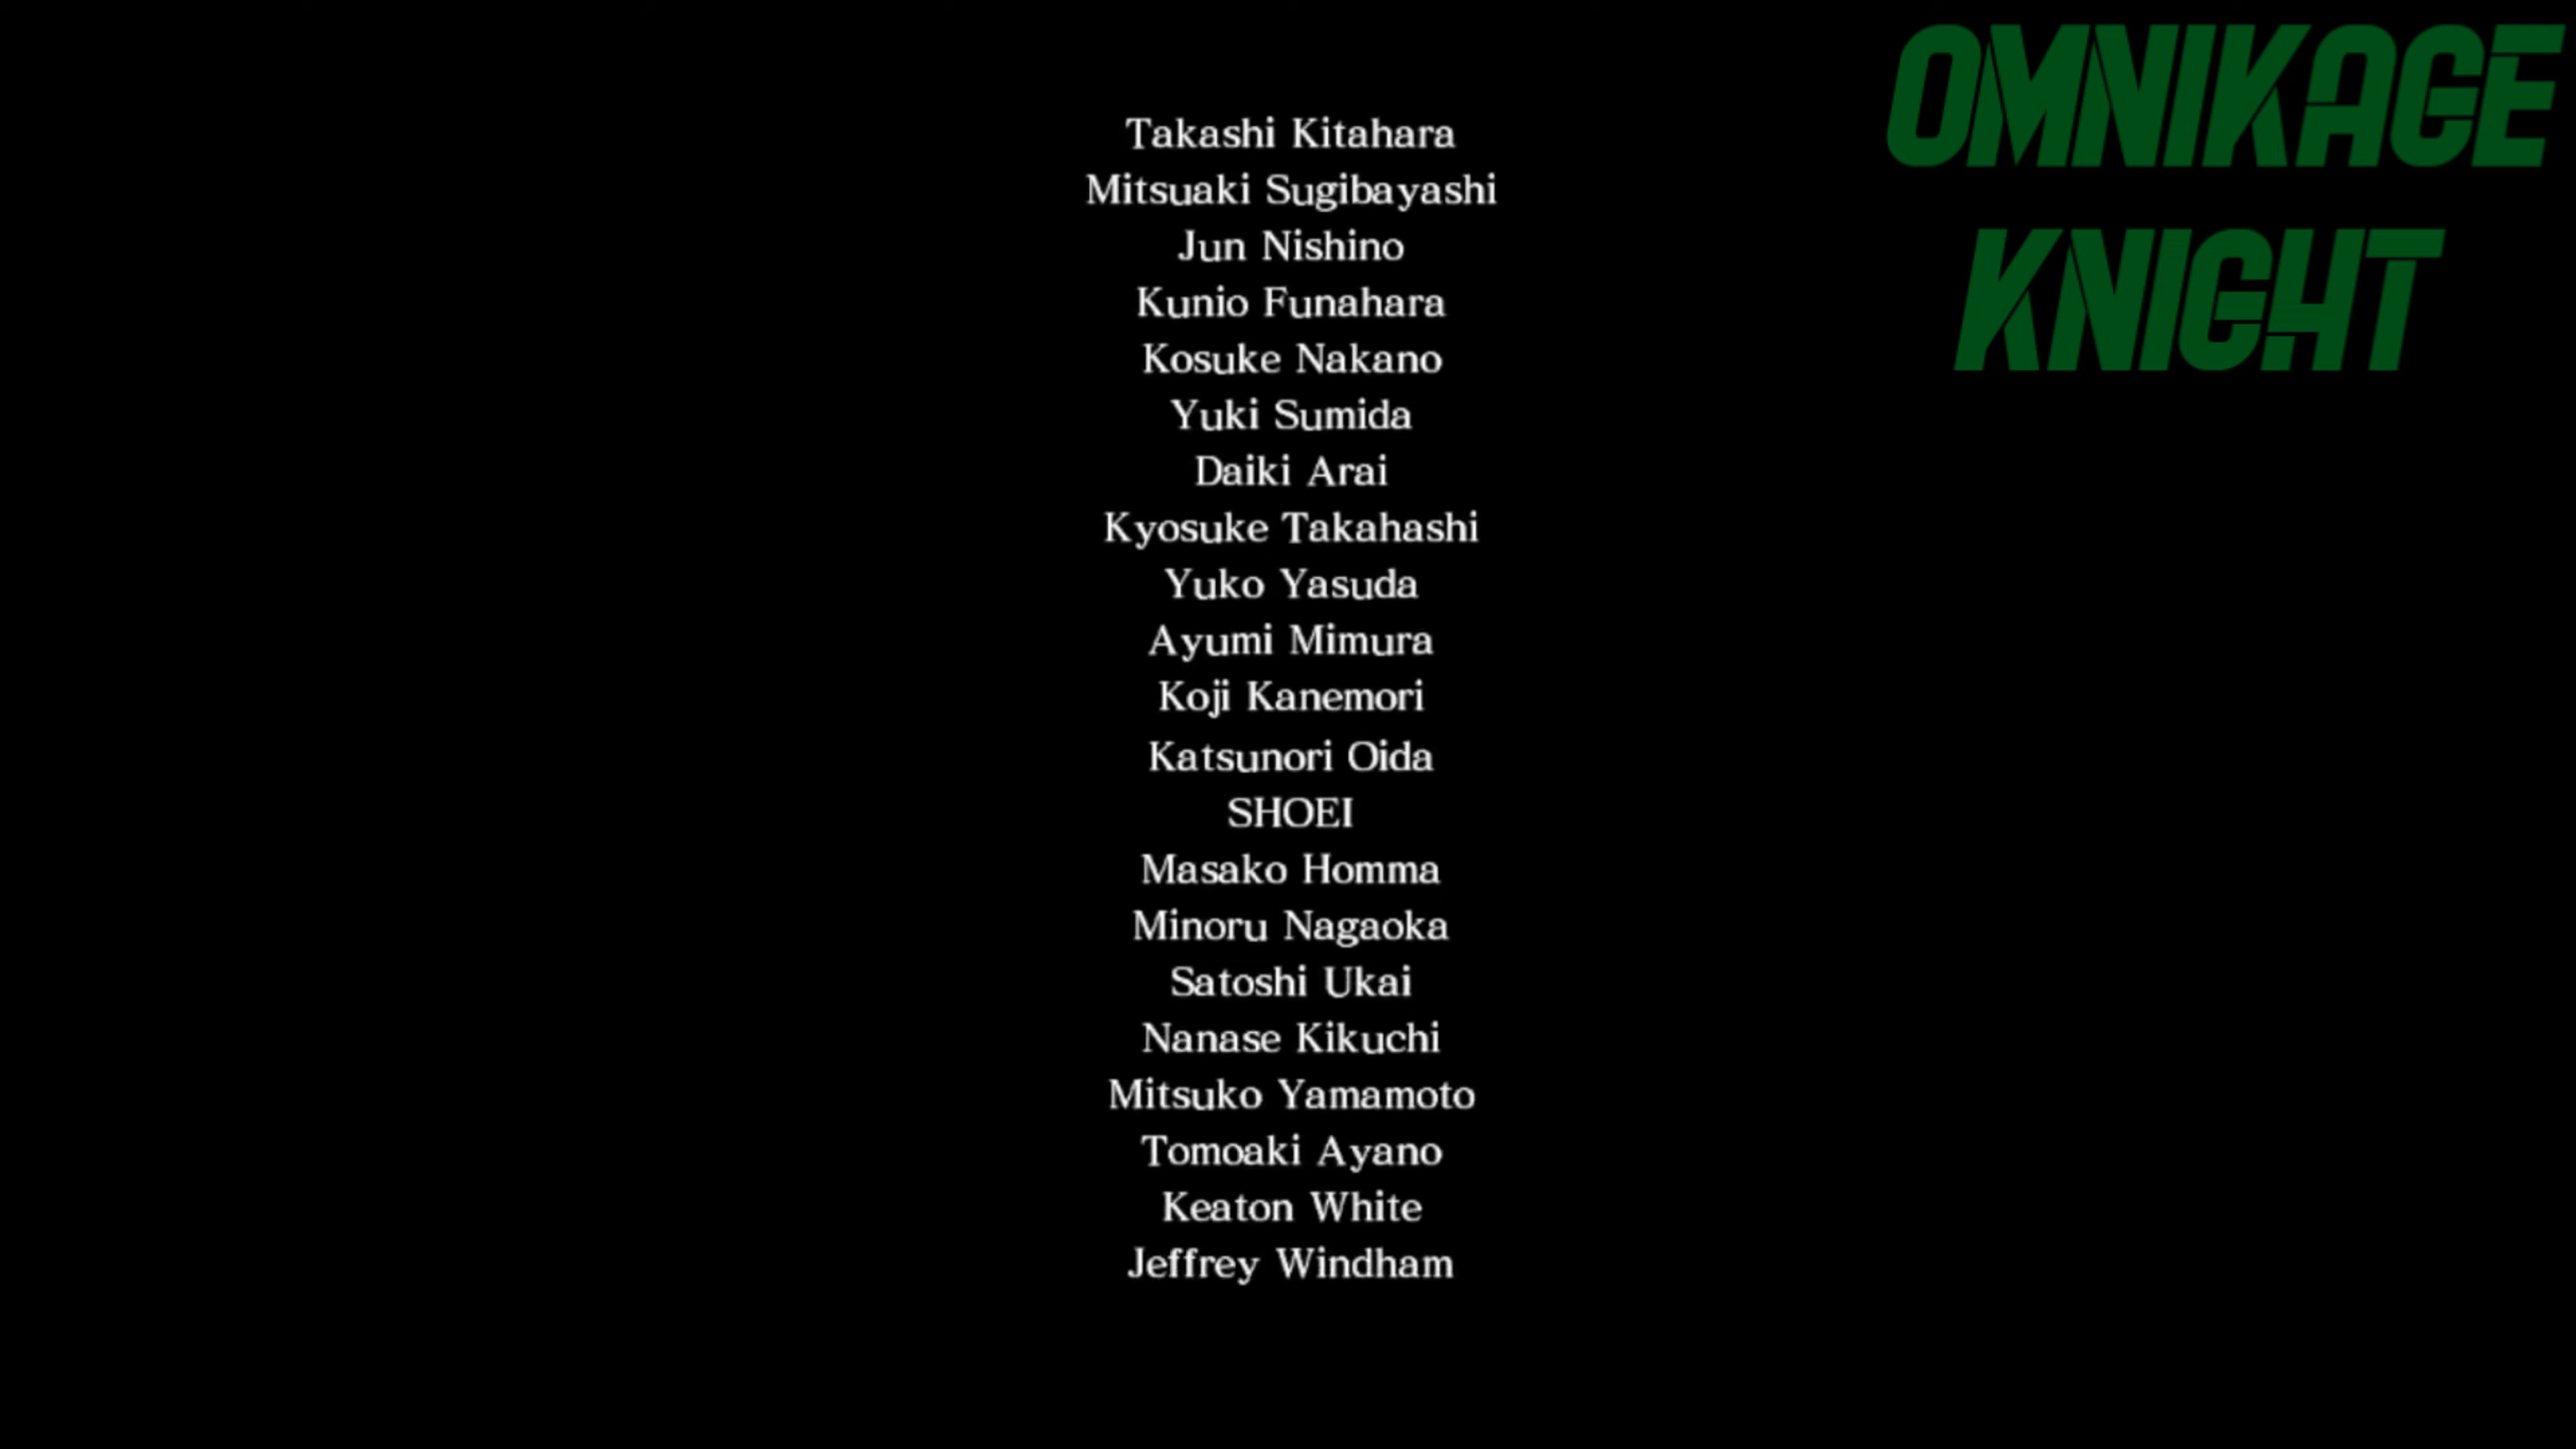 OMNIKAGE
KNIGHT
Takashi Kitahara
Mitsuaki Sugibayashi
Jun Nishino
Kunio Funahara
Kosuke Nakano
Yuki Sumida
Daiki Arai
Kyosuke Takahashi
Yuko Yasuda
Ayumi Mimura
Koji Kanemori
Katsunori Oida
SHOEI
Masako Homma
Minoru Nagaoka
Satoshi Ukai
Nanase Kikuchi
Mitsuko Yamamoto
Tomoaki Ayano
Keaton White
Jeffrey Windham